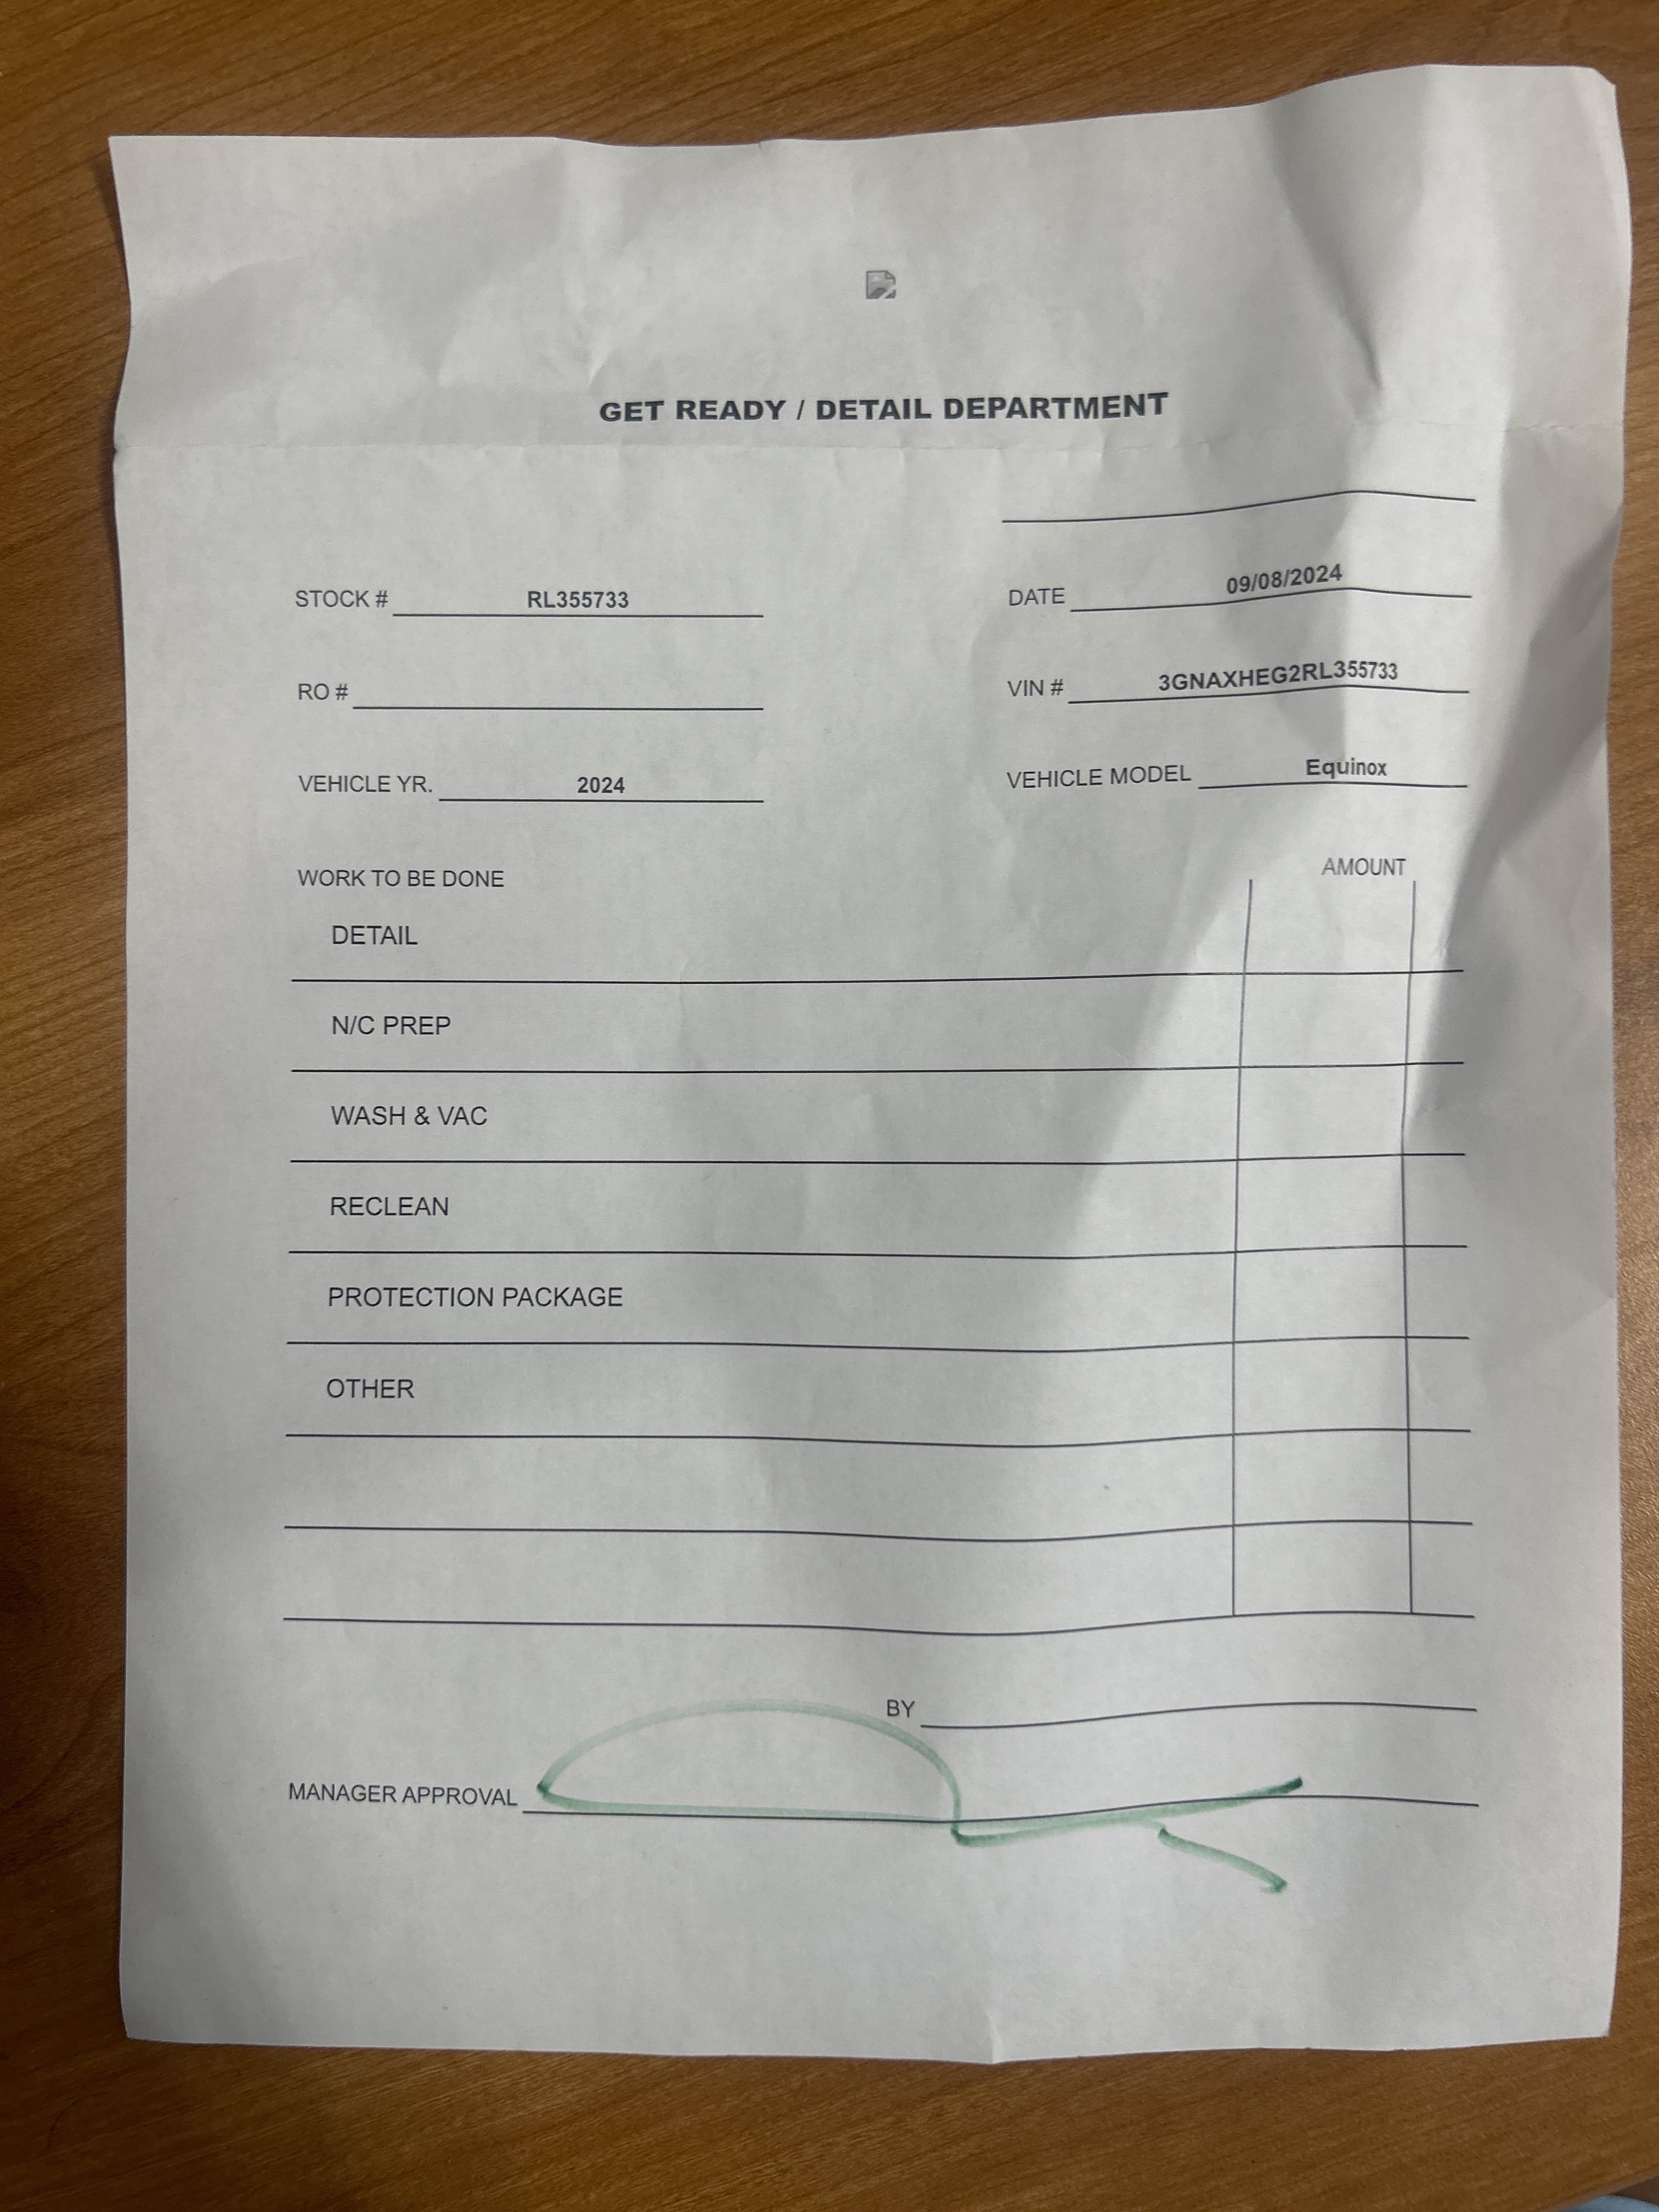 GET READY / DETAIL DEPARTMENT
STOCK # RL355733 DATE 09/08/2024
RO # VIN # 3GNAXHEG2RL355733
VEHICLE YR. 2024 VEHICLE MODEL Equinox
WORK TO BE DONE AMOUNT
DETAIL
N/C PREP
WASH & VAC
RECLEAN
PROTECTION PACKAGE
OTHER
BY
MANAGER APPROVAL